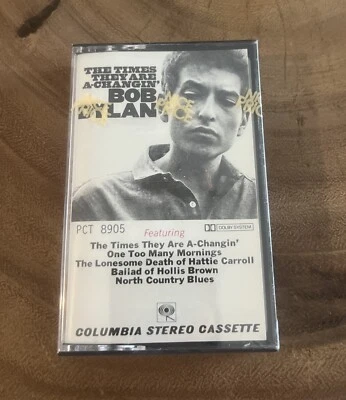 THE TIMES
THEY ARE
A-CHANGIN'
BOB
DYLAN
PCT 8905
Featuring
DOLBY SYSTEM
The Times They Are A-Changin'
One Too Many Mornings
The Lonesome Death of Hattie Carroll
Ballad of Hollis Brown
North Country Blues
COLUMBIA STEREO CASSETTE